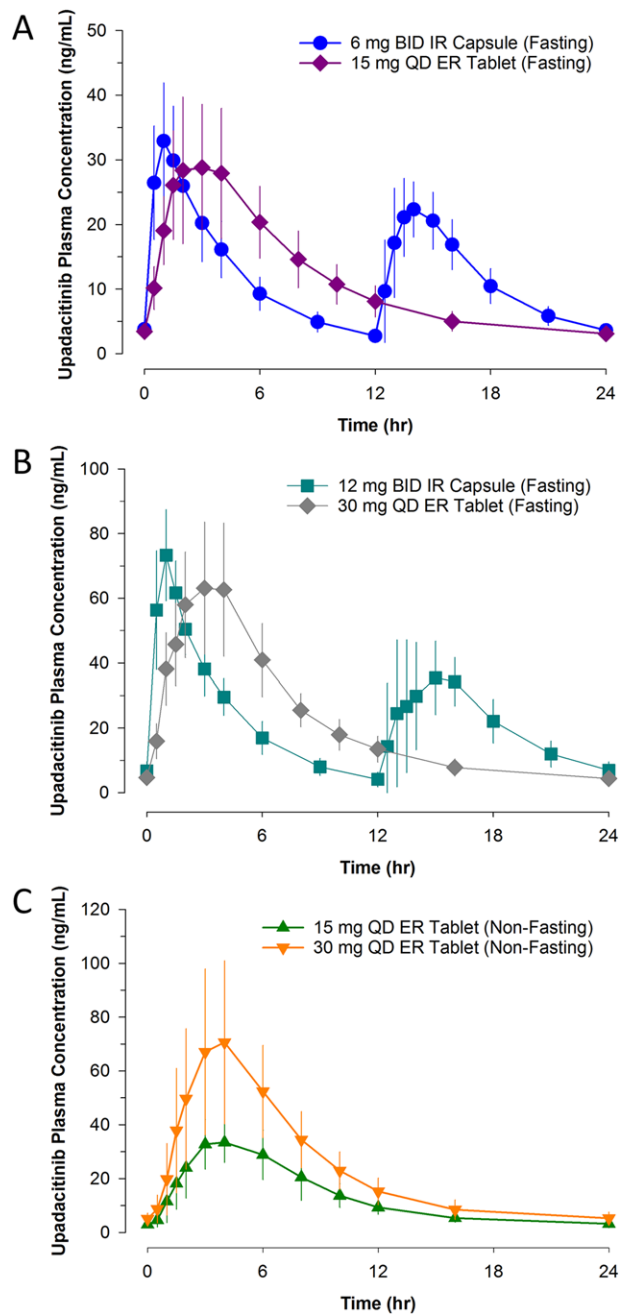 A
Upadacitinib Plasma Concentration (ng/mL)
50
40
30
20
10
0
6 mg BID IR Capsule (Fasting)
15 mg QD ER Tablet (Fasting)
0 6 12 18 24
Time (hr)
B
Upadacitinib Plasma Concentration (ng/mL)
100
80
60
40
20
0
12 mg BID IR Capsule (Fasting)
30 mg QD ER Tablet (Fasting)
0 6 12 18 24
Time (hr)
C
Upadacitinib Plasma Concentration (ng/mL)
120
100
80
60
40
20
0
15 mg QD ER Tablet (Non-Fasting)
30 mg QD ER Tablet (Non-Fasting)
0 6 12 18 24
Time (hr)